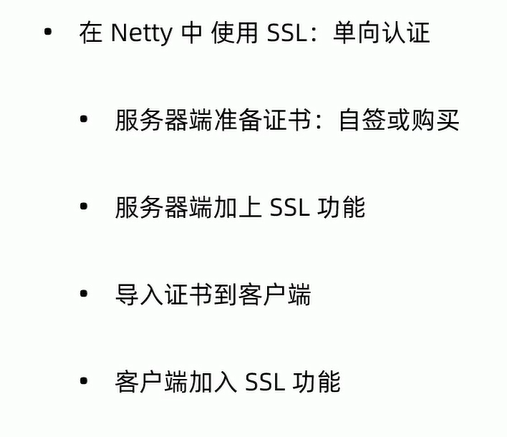 • 在 Netty 中 使用 SSL：单向认证
• 服务器端准备证书：自签或购买
• 服务器端加上 SSL 功能
• 导入证书到客户端
• 客户端加入 SSL 功能